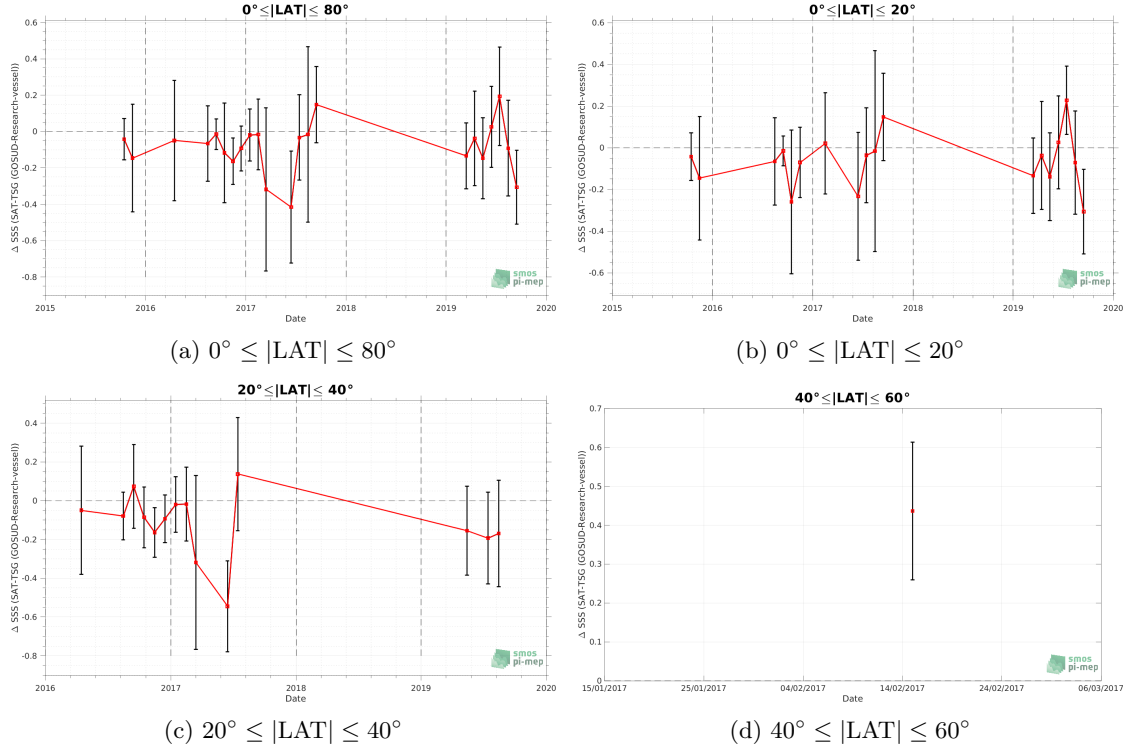 0°≤|LAT|≤ 80°
Δ SSS (SAT-TSG (GOSUD-Research-vessel))
0.6
0.4
0.2
0
-0.2
-0.4
-0.6
-0.8
2015 2016 2017 2018 2019 2020
Date
smos
pi-mep
(a) 0° ≤ |LAT| ≤ 80°
0°≤|LAT|≤ 20°
Δ SSS (SAT-TSG (GOSUD-Research-vessel))
0.6
0.4
0.2
0
-0.2
-0.4
-0.6
2015 2016 2017 2018 2019 2020
Date
smos
pi-mep
(b) 0° ≤ |LAT| ≤ 20°
20°≤|LAT|≤ 40°
Δ SSS (SAT-TSG (GOSUD-Research-vessel))
0.4
0.2
0
-0.2
-0.4
-0.6
-0.8
2016 2017 2018 2019 2020
Date
smos
pi-mep
(c) 20° ≤ |LAT| ≤ 40°
40°≤|LAT|≤ 60°
Δ SSS (SAT-TSG (GOSUD-Research-vessel))
0.7
0.6
0.5
0.4
0.3
0.2
0.1
0
15/01/2017 25/01/2017 04/02/2017 14/02/2017 24/02/2017 06/03/2017
Date
smos
pi-mep
(d) 40° ≤ |LAT| ≤ 60°